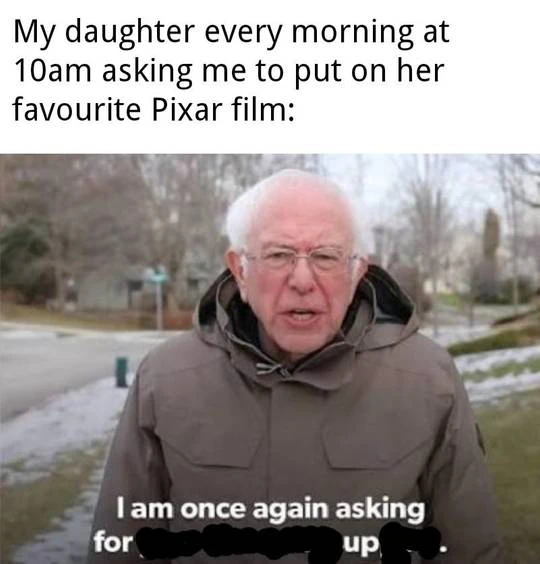 My daughter every morning at
10am asking me to put on her
favourite Pixar film:
I am once again asking
for up .